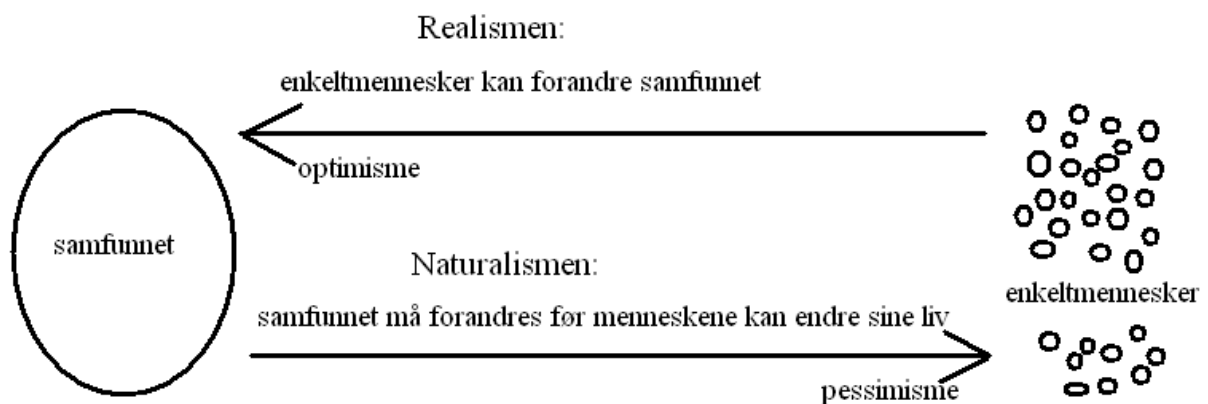 Realismen:
enkeltmennesker kan forandre samfunnet
optimisme
samfunnet
Naturalismen:
enkeltmennesker
samfunnet må forandres før menneskene kan endre sine liv
pessimisme